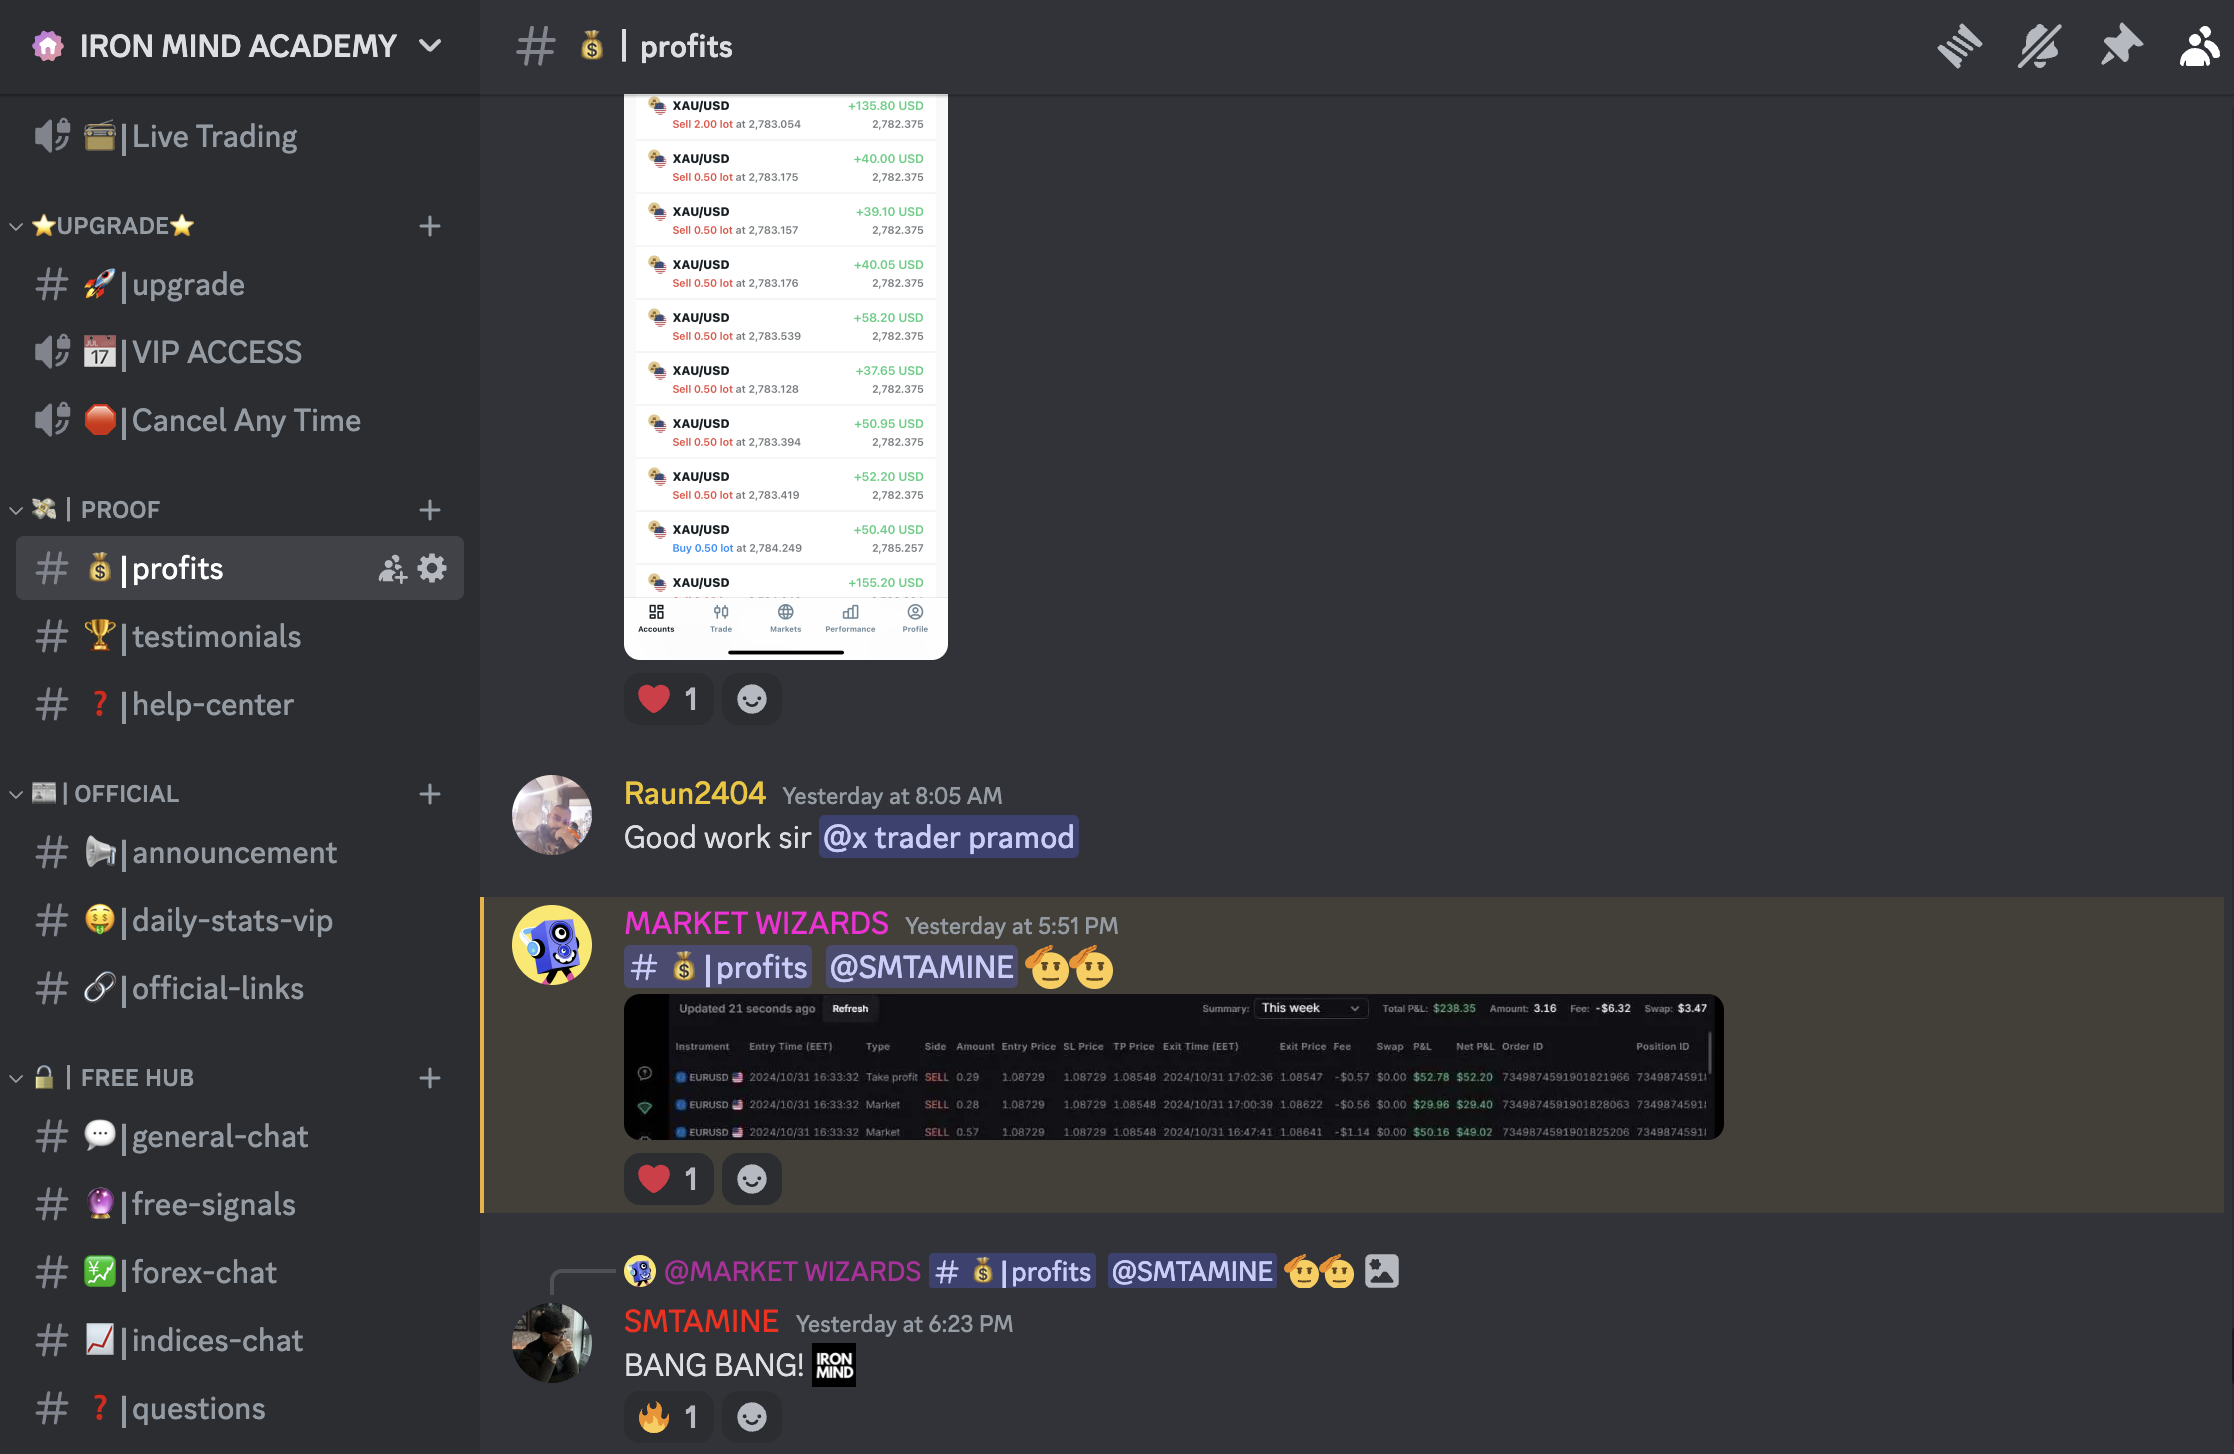 IRON MIND ACADEMY
|Live Trading
UPGRADE
|upgrade
JUL 17 |VIP ACCESS
|Cancel Any Time
| PROOF
|profits
|testimonials
|help-center
| OFFICIAL
|announcement
|daily-stats-vip
|official-links
| FREE HUB
|general-chat
|free-signals
|forex-chat
|indices-chat
|questions
| profits
XAU/USD +135.80 USD
Sell 2.00 lot at 2,783.054 2,782.375
XAU/USD +40.00 USD
Sell 0.50 lot at 2,783.175 2,782.375
XAU/USD +39.10 USD
Sell 0.50 lot at 2,783.157 2,782.375
XAU/USD +40.05 USD
Sell 0.50 lot at 2,783.176 2,782.375
XAU/USD +58.20 USD
Sell 0.50 lot at 2,783.539 2,782.375
XAU/USD +37.65 USD
Sell 0.50 lot at 2,783.128 2,782.375
XAU/USD +50.95 USD
Sell 0.50 lot at 2,783.394 2,782.375
XAU/USD +52.20 USD
Sell 0.50 lot at 2,783.419 2,782.375
XAU/USD +50.40 USD
Buy 0.50 lot at 2,784.249 2,785.257
XAU/USD +155.20 USD
Accounts Trade Markets Performance Profile
1
Raun2404 Yesterday at 8:05 AM
Good work sir @x trader pramod
MARKET WIZARDS Yesterday at 5:51 PM
# |profits @SMTAMINE
Updated 21 seconds ago Refresh Summary: This week Total P&L: $238.35 Amount: 3.16 Fee: -$6.32 Swap: $3.47
Instrument Entry Time (EET) Type Side Amount Entry Price SL Price TP Price Exit Time (EET) Exit Price Fee Swap P&L Net P&L Order ID Position ID
EURUSD 2024/10/31 16:33:32 Take profit SELL 0.29 1.08729 1.08729 1.08548 2024/10/31 17:02:36 1.08547 -$0.57 $0.00 $52.78 $52.20 7349874591901821966 73498745918
EURUSD 2024/10/31 16:33:32 Market SELL 0.28 1.08729 1.08729 1.08548 2024/10/31 17:00:39 1.08622 -$0.56 $0.00 $29.96 $29.40 7349874591901828063 73498745918
EURUSD 2024/10/31 16:33:32 Market SELL 0.57 1.08729 1.08729 1.08548 2024/10/31 16:47:41 1.08641 -$1.14 $0.00 $50.16 $49.02 7349874591901825206 73498745918
1
@MARKET WIZARDS # |profits @SMTAMINE
SMTAMINE Yesterday at 6:23 PM
BANG BANG! IRON MIND
1